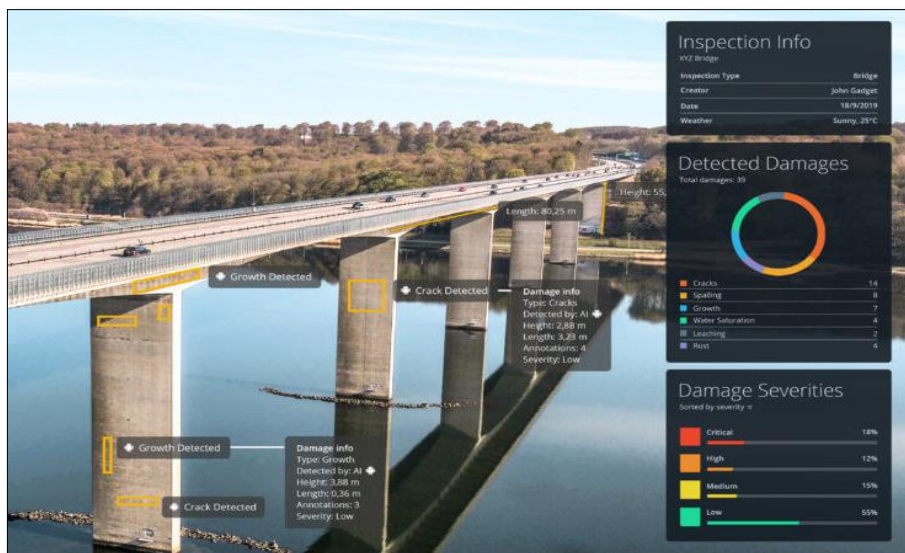 Inspection Info
XYZ Bridge
Inspection Type Bridge
Creator John Gadget
Date 18/9/2019
Weather Sunny, 25°C
Detected Damages
Total damages: 39
Cracks 14
Spalling 8
Growth 7
Water Saturation 4
Leaching 2
Rust 4
Damage Severities
Sorted by severity
Critical 18%
High 12%
Medium 15%
Low 55%
Height: 55,
Length: 80,25 m
Growth Detected
Crack Detected
Damage info
Type: Cracks
Detected by: AI
Height: 2,88 m
Length: 3,23 m
Annotations: 4
Severity: Low
Growth Detected
Damage info
Type: Growth
Detected by: AI
Height: 3,88 m
Length: 0,36 m
Annotations: 3
Severity: Low
Crack Detected